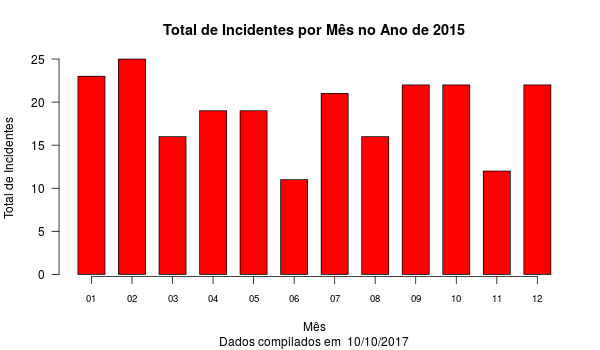 Total de Incidentes por Mês no Ano de 2015
Total de Incidentes
25
20
15
10
5
0
01 02 03 04 05 06 07 08 09 10 11 12
Mês
Dados compilados em 10/10/2017